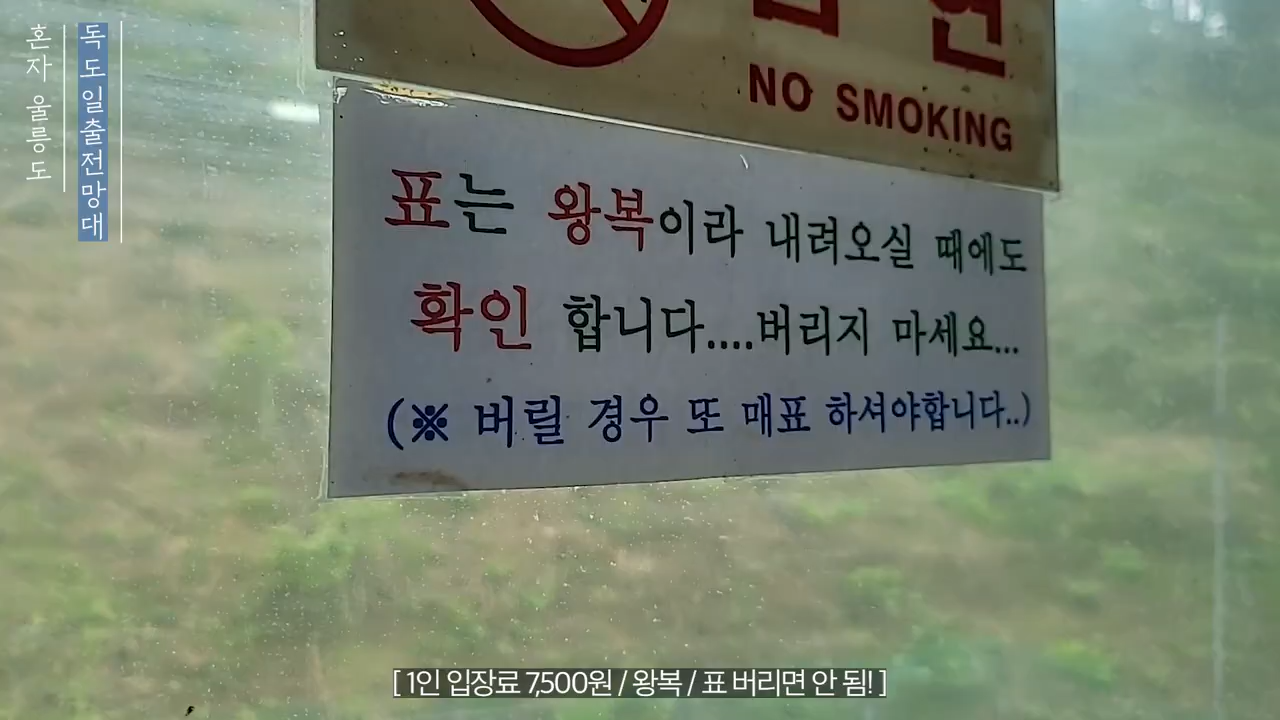 혼자 울릉도
독도일출전망대
금연
NO SMOKING
표는 왕복이라 내려오실 때에도
확인 합니다....버리지 마세요...
(※ 버릴 경우 또 매표 하셔야합니다..)
[ 1인 입장료 7,500원 / 왕복 / 표 버리면 안 됨! ]